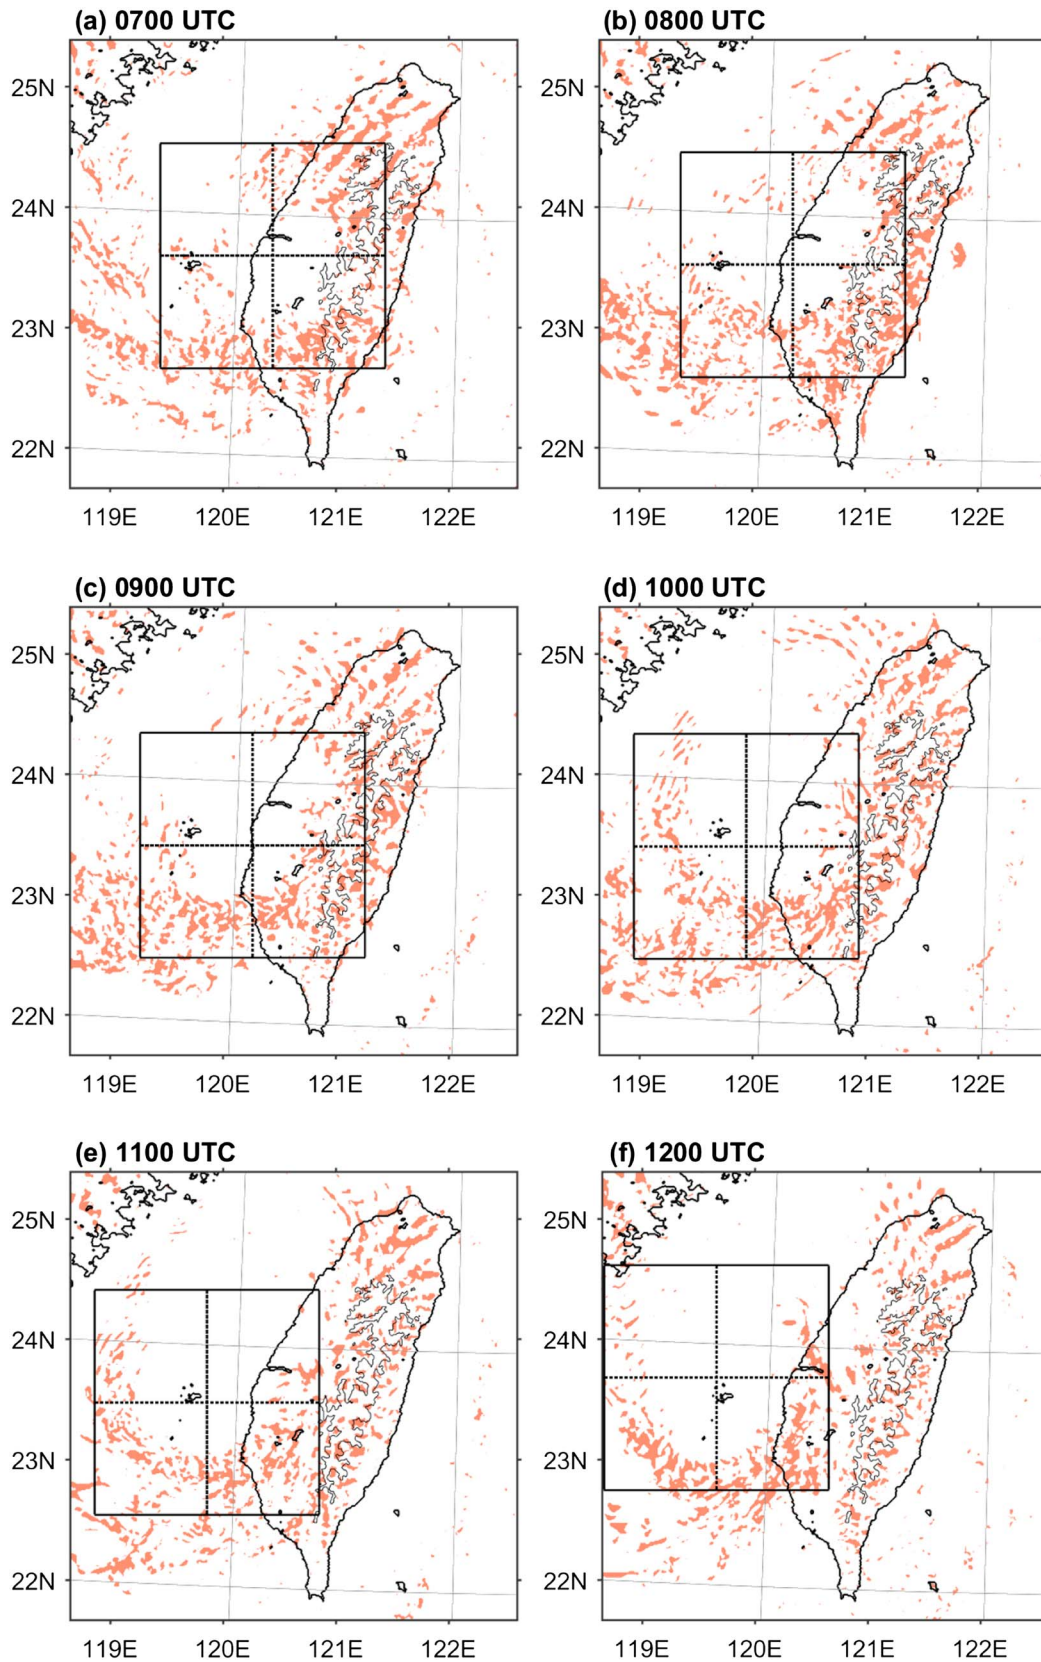 (a) 0700 UTC
(b) 0800 UTC
25N
25N
24N
24N
23N
23N
22N
22N
119E 120E 121E 122E
119E 120E 121E 122E
(c) 0900 UTC
(d) 1000 UTC
25N
25N
24N
24N
23N
23N
22N
22N
119E 120E 121E 122E
119E 120E 121E 122E
(e) 1100 UTC
(f) 1200 UTC
25N
25N
24N
24N
23N
23N
22N
22N
119E 120E 121E 122E
119E 120E 121E 122E